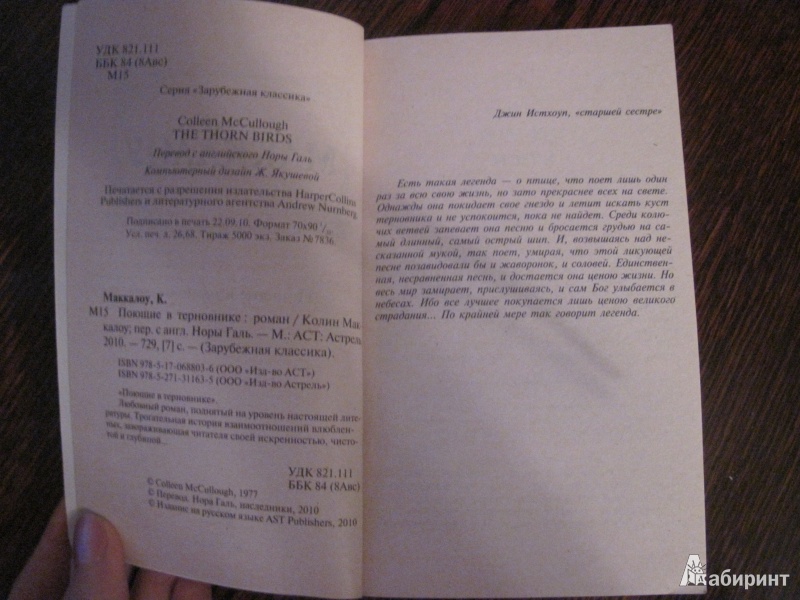 УДК 821.111
ББК 84 (8Авс)
М15
Серия «Зарубежная классика»
Colleen McCullough
THE THORN BIRDS
Перевод с английского Норы Галь
Компьютерный дизайн Ж. Якушевой
Печатается с разрешения издательства HarperCollins
Publishers и литературного агентства Andrew Nurnberg.
Подписано в печать 22.09.10. Формат 70x90 1/
Усл. печ. л. 26,68. Тираж 5000 экз. Заказ № 7836.
Маккалоу, К.
М15 Поющие в терновнике : роман / Колин Мак-
калоу; пер. с англ. Норы Галь. — М.: АСТ: Астрель,
2010. — 729, [7] с. — (Зарубежная классика).
ISBN 978-5-17-068803-6 (ООО «Изд-во АСТ»)
ISBN 978-5-271-31163-5 (ООО «Изд-во Астрель»)
«Поющие в терновнике».
Любовный роман, поднятый на уровень настоящей лите-
ратуры. Трогательная история взаимоотношений влюблен-
ных, завораживающая читателя своей искренностью, чисто-
той и глубиной...
УДК 821.111
ББК 84 (8Авс)
© Colleen McCullough, 1977
© Перевод. Нора Галь, наследники, 2010
© Издание на русском языке AST Publishers, 2010
Джин Истхоуп, «старшей сестре»
Есть такая легенда — о птице, что поет лишь один
раз за всю свою жизнь, но зато прекраснее всех на свете.
Однажды она покидает свое гнездо и летит искать куст
терновника и не успокоится, пока не найдет. Среди колю-
чих ветвей запевает она песню и бросается грудью на са-
мый длинный, самый острый шип. И, возвышаясь над не-
сказанной мукой, так поет, умирая, что этой ликующей
песне позавидовали бы и жаворонок, и соловей. Единствен-
ная, несравненная песнь, и достается она ценою жизни. Но
весь мир замирает, прислушиваясь, и сам Бог улыбается в
небесах. Ибо все лучшее покупается лишь ценою великого
страдания... По крайней мере так говорит легенда.
Лабиринт